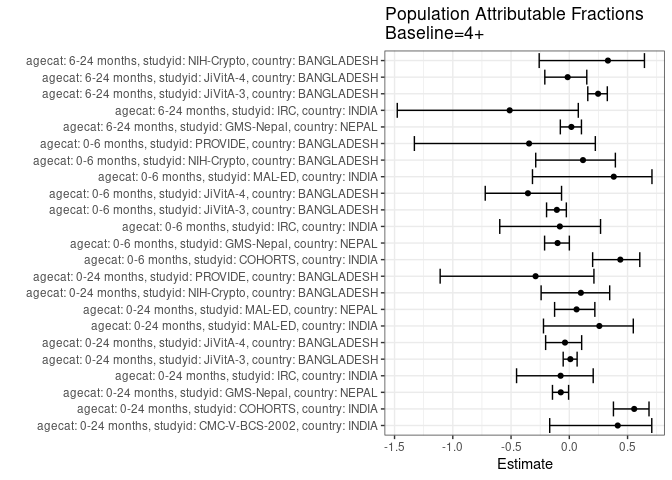 Population Attributable Fractions
Baseline=4+
agecat: 6-24 months, studyid: NIH-Crypto, country: BANGLADESH
agecat: 6-24 months, studyid: JiVitA-4, country: BANGLADESH
agecat: 6-24 months, studyid: JiVitA-3, country: BANGLADESH
agecat: 6-24 months, studyid: IRC, country: INDIA
agecat: 6-24 months, studyid: GMS-Nepal, country: NEPAL
agecat: 0-6 months, studyid: PROVIDE, country: BANGLADESH
agecat: 0-6 months, studyid: NIH-Crypto, country: BANGLADESH
agecat: 0-6 months, studyid: MAL-ED, country: INDIA
agecat: 0-6 months, studyid: JiVitA-4, country: BANGLADESH
agecat: 0-6 months, studyid: JiVitA-3, country: BANGLADESH
agecat: 0-6 months, studyid: IRC, country: INDIA
agecat: 0-6 months, studyid: GMS-Nepal, country: NEPAL
agecat: 0-6 months, studyid: COHORTS, country: INDIA
agecat: 0-24 months, studyid: PROVIDE, country: BANGLADESH
agecat: 0-24 months, studyid: NIH-Crypto, country: BANGLADESH
agecat: 0-24 months, studyid: MAL-ED, country: NEPAL
agecat: 0-24 months, studyid: MAL-ED, country: INDIA
agecat: 0-24 months, studyid: JiVitA-4, country: BANGLADESH
agecat: 0-24 months, studyid: JiVitA-3, country: BANGLADESH
agecat: 0-24 months, studyid: IRC, country: INDIA
agecat: 0-24 months, studyid: GMS-Nepal, country: NEPAL
agecat: 0-24 months, studyid: COHORTS, country: INDIA
agecat: 0-24 months, studyid: CMC-V-BCS-2002, country: INDIA
-1.5 -1.0 -0.5 0.0 0.5
Estimate